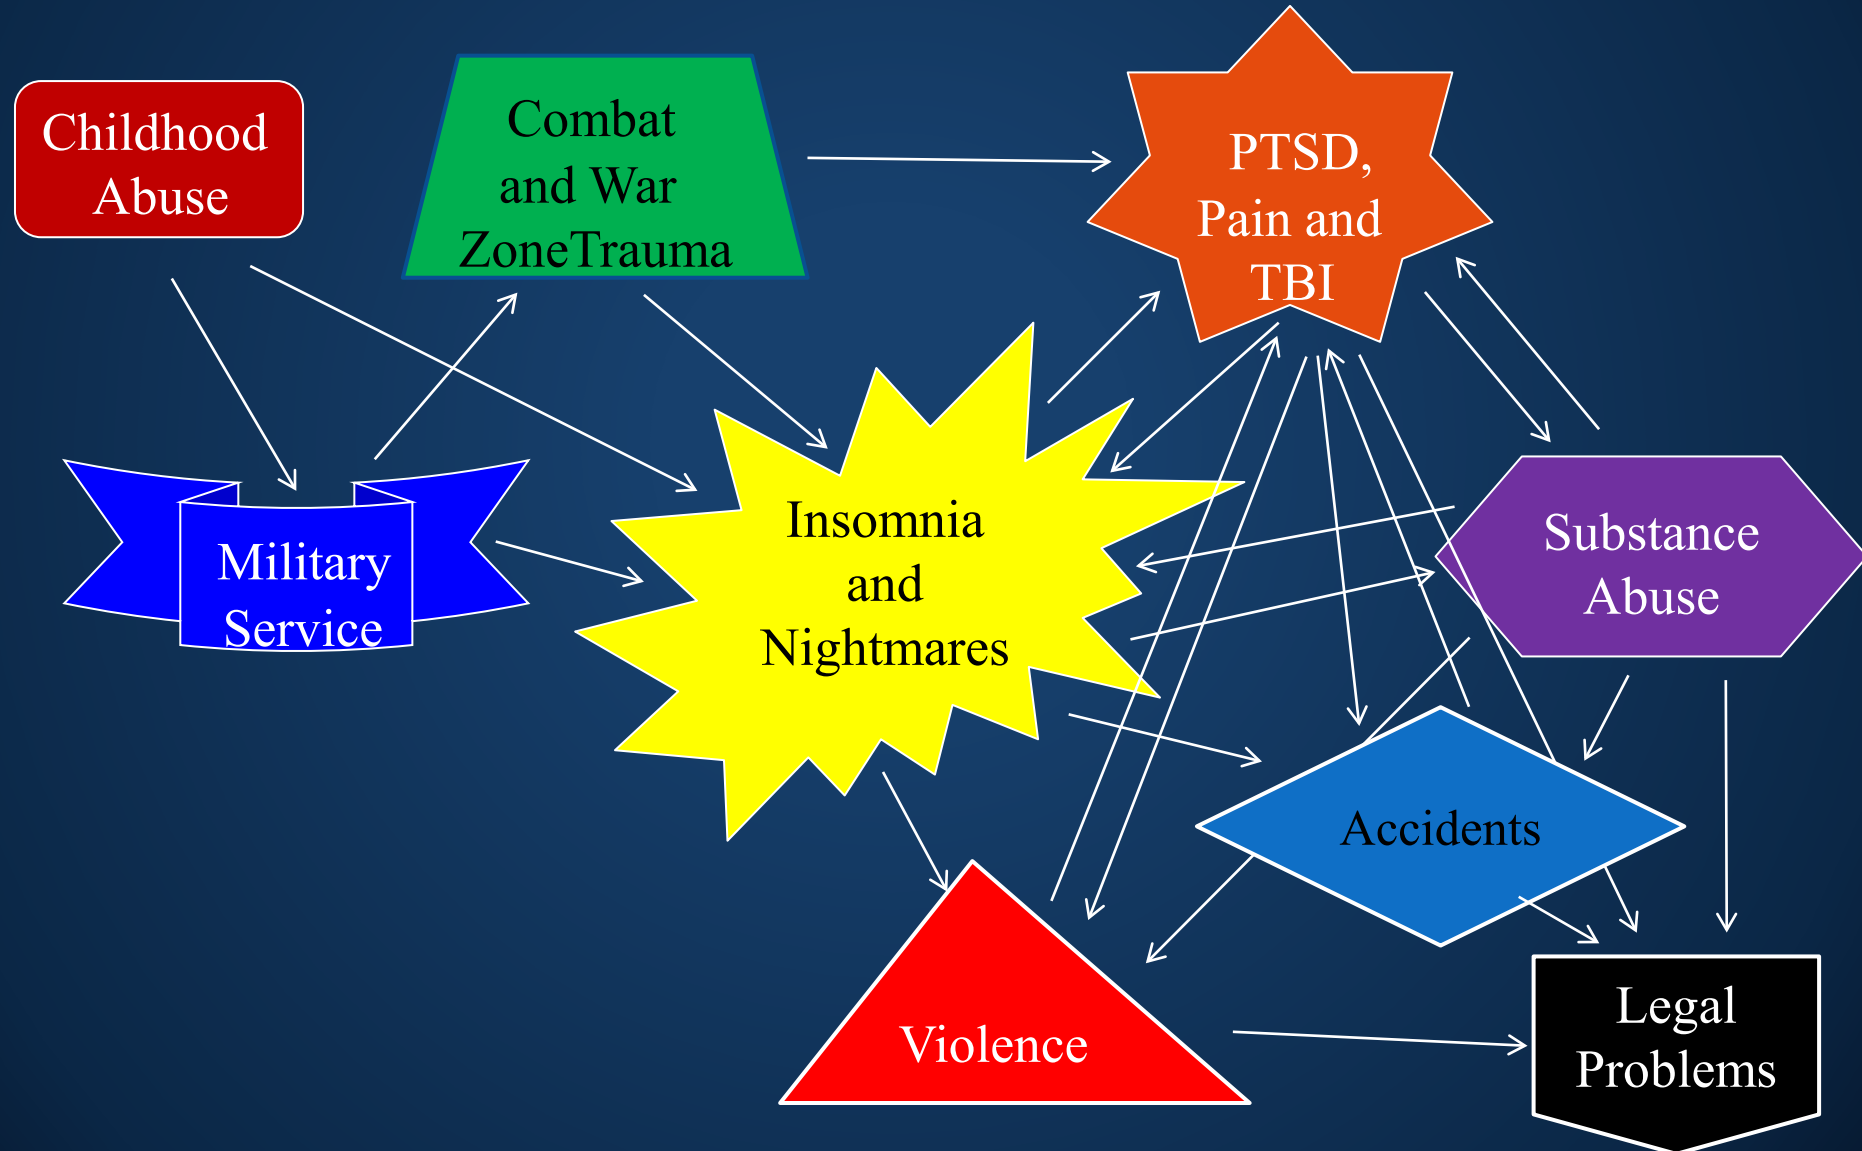 Childhood
Abuse
Combat
and War
ZoneTrauma
PTSD,
Pain and
TBI
Military
Service
Insomnia
and
Nightmares
Substance
Abuse
Accidents
Violence
Legal
Problems